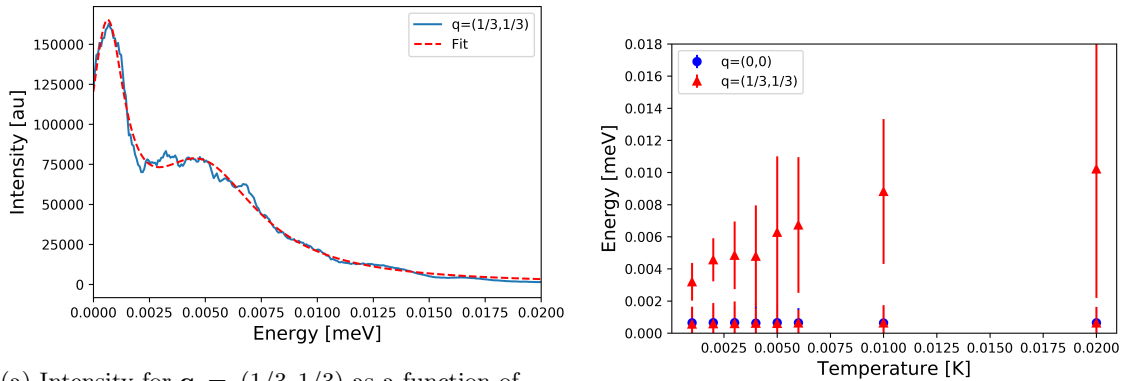 q=(1/3,1/3)
Fit
150000
125000
100000
75000
50000
25000
0
Intensity [au]
0.0000 0.0025 0.0050 0.0075 0.0100 0.0125 0.0150 0.0175 0.0200
Energy [meV]
q=(0,0)
q=(1/3,1/3)
0.018
0.016
0.014
0.012
0.010
0.008
0.006
0.004
0.002
0.000
Energy [meV]
0.0025 0.0050 0.0075 0.0100 0.0125 0.0150 0.0175 0.0200
Temperature [K]
(a) Intensity for q = (1/3, 1/3) as a function of